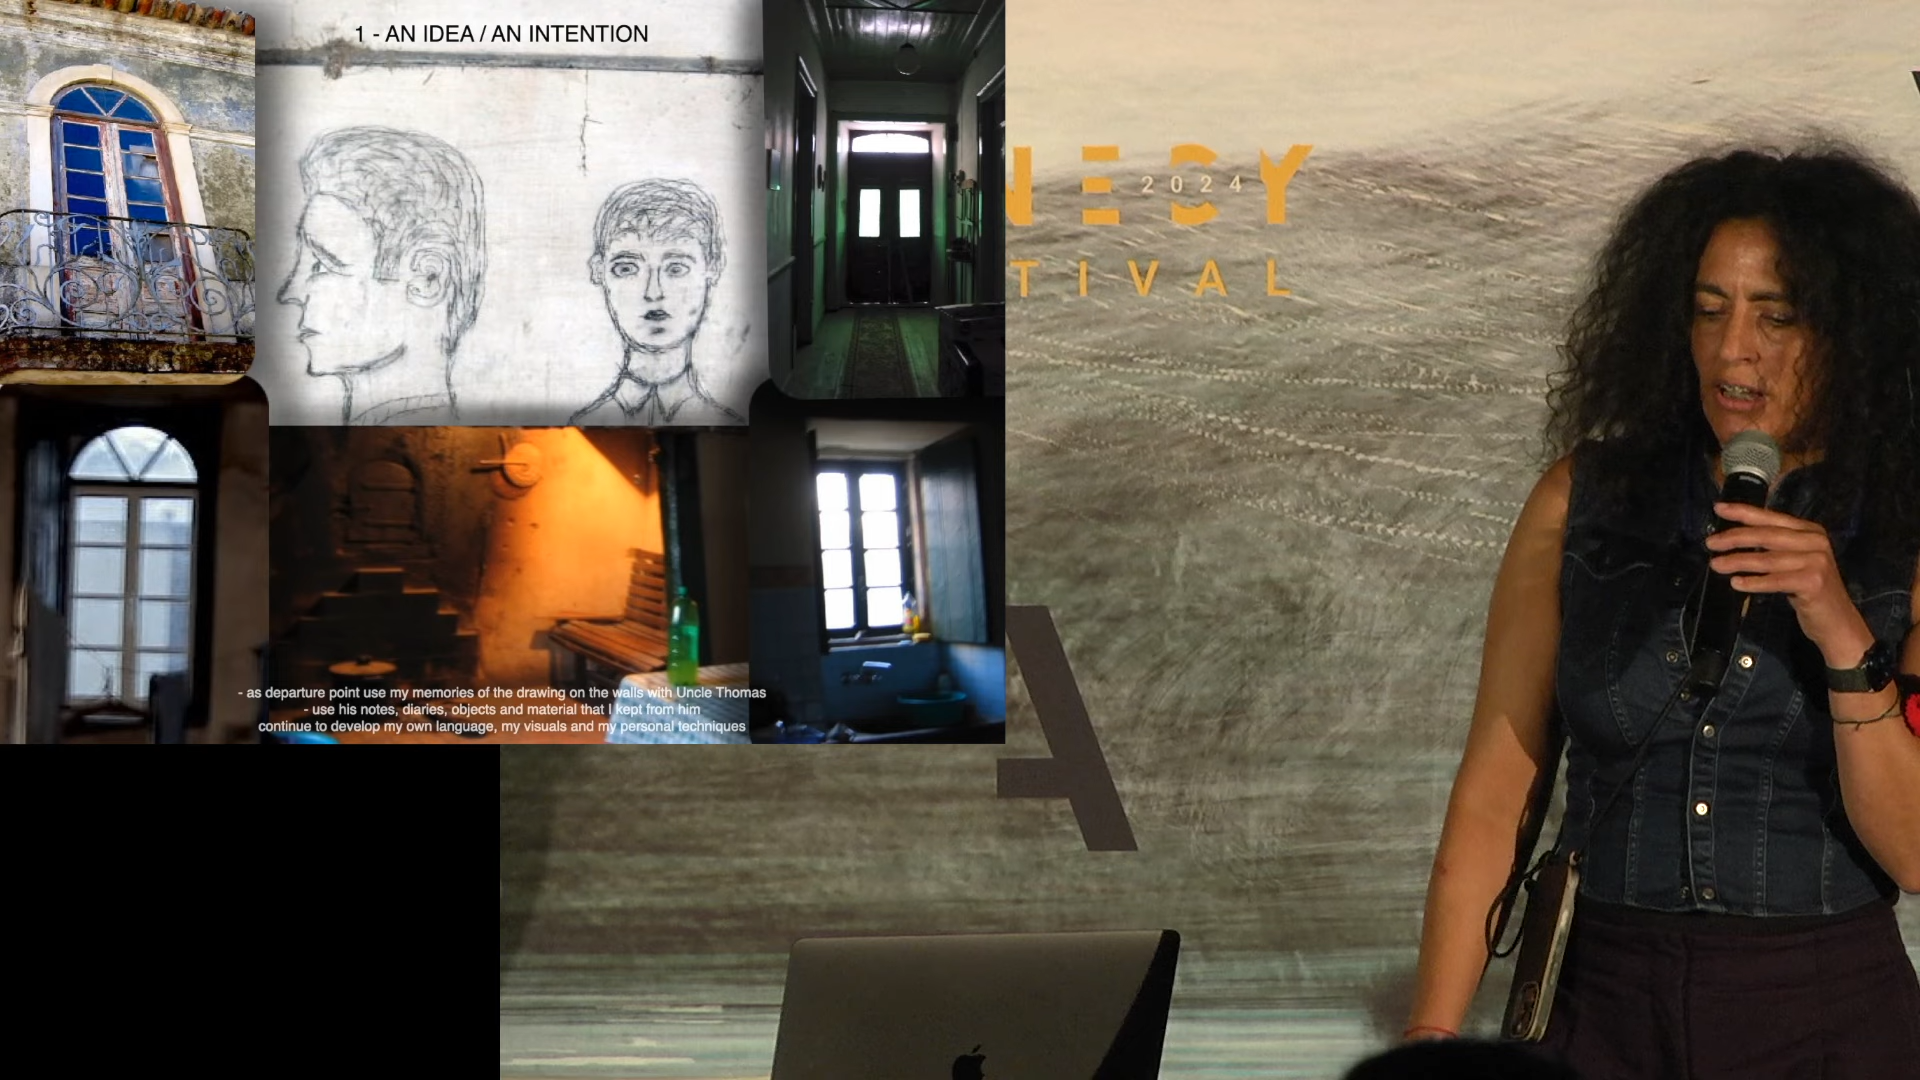 1 - AN IDEA / AN INTENTION
- as departure point use my memories of the drawing on the walls with Uncle Thomas
- use his notes, diaries, objects and material that I kept from him
continue to develop my own language, my visuals and my personal techniques
NECY
2024
TIVAL
A